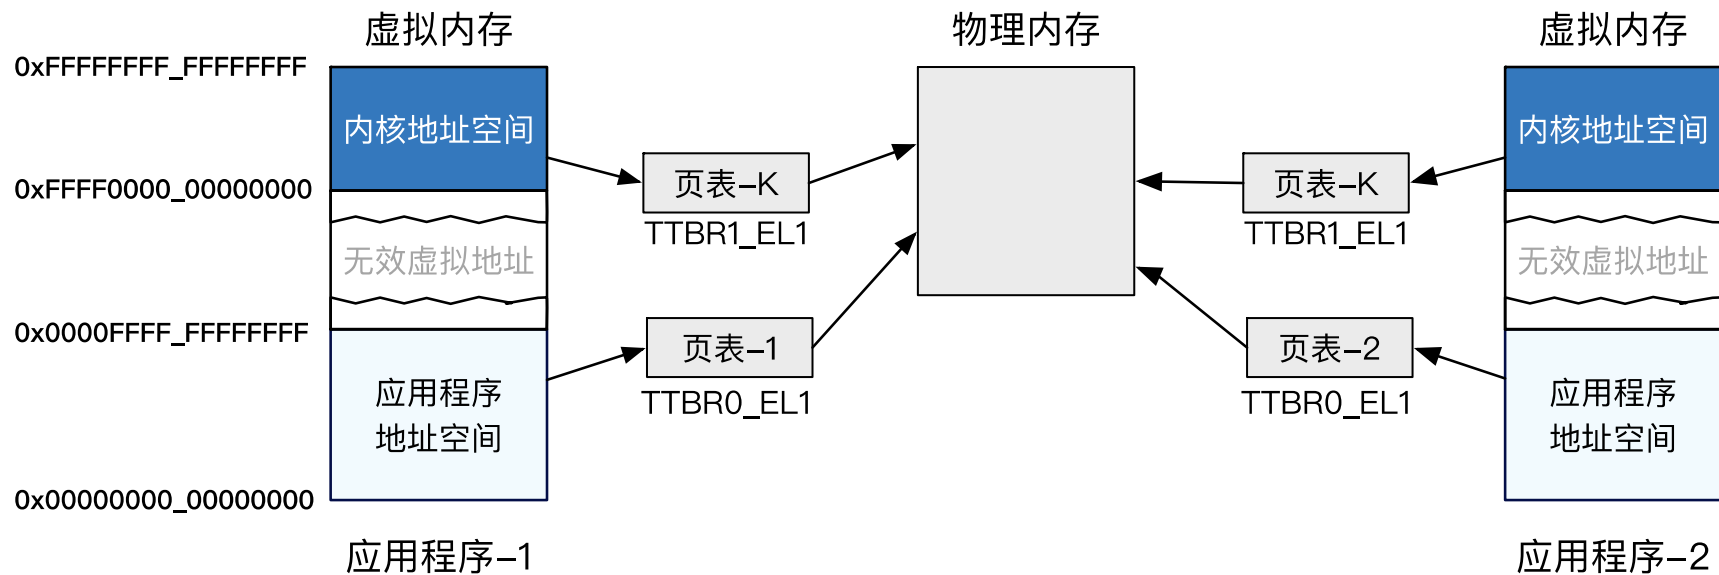 虚拟内存
物理内存
虚拟内存
0xFFFFFFFF_FFFFFFFF
内核地址空间
内核地址空间
页表-K
页表-K
0xFFFF0000_00000000
TTBR1_EL1
TTBR1_EL1
无效虚拟地址
无效虚拟地址
0x0000FFFF_FFFFFFFF
页表-1
页表-2
应用程序
地址空间
TTBR0_EL1
TTBR0_EL1
应用程序
地址空间
0x00000000_00000000
应用程序-1
应用程序-2